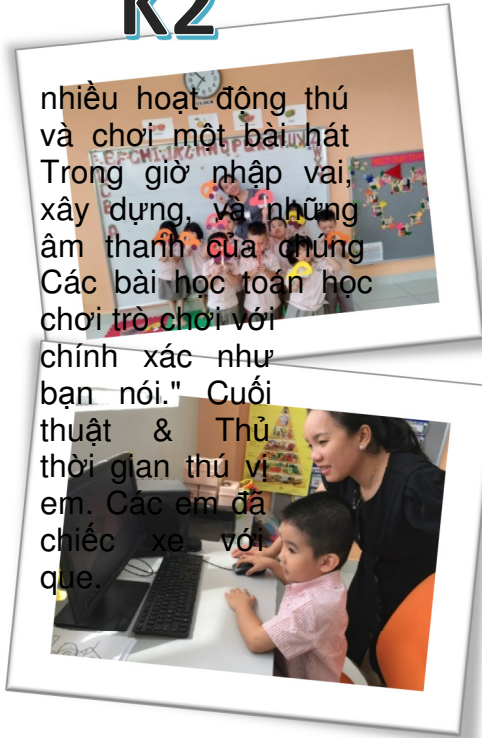 K2
nhiều hoạt đông thú
và chơi một bài hát
Trong giờ nhập vai,
xây dựng, và những
âm thanh của chúng
Các bài học toán học
chơi trò chơi với
chính xác như
bạn nói." Cuối
thuật & Thủ
thời gian thú vị
em. Các em đã
chiếc xe với
que.